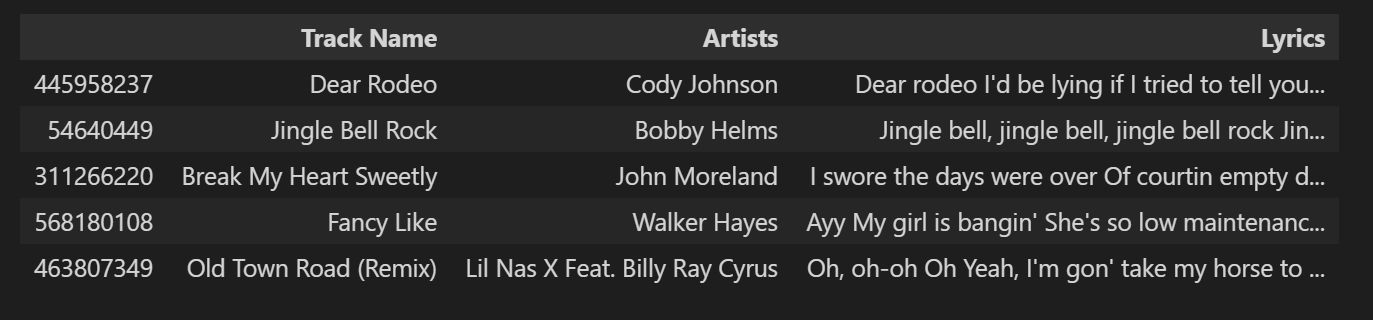 Track Name Artists Lyrics
445958237 Dear Rodeo Cody Johnson Dear rodeo I'd be lying if I tried to tell you...
54640449 Jingle Bell Rock Bobby Helms Jingle bell, jingle bell, jingle bell rock Jin...
311266220 Break My Heart Sweetly John Moreland I swore the days were over Of courtin empty d...
568180108 Fancy Like Walker Hayes Ayy My girl is bangin' She's so low maintenanc...
463807349 Old Town Road (Remix) Lil Nas X Feat. Billy Ray Cyrus Oh, oh-oh Oh Yeah, I'm gon' take my horse to ...